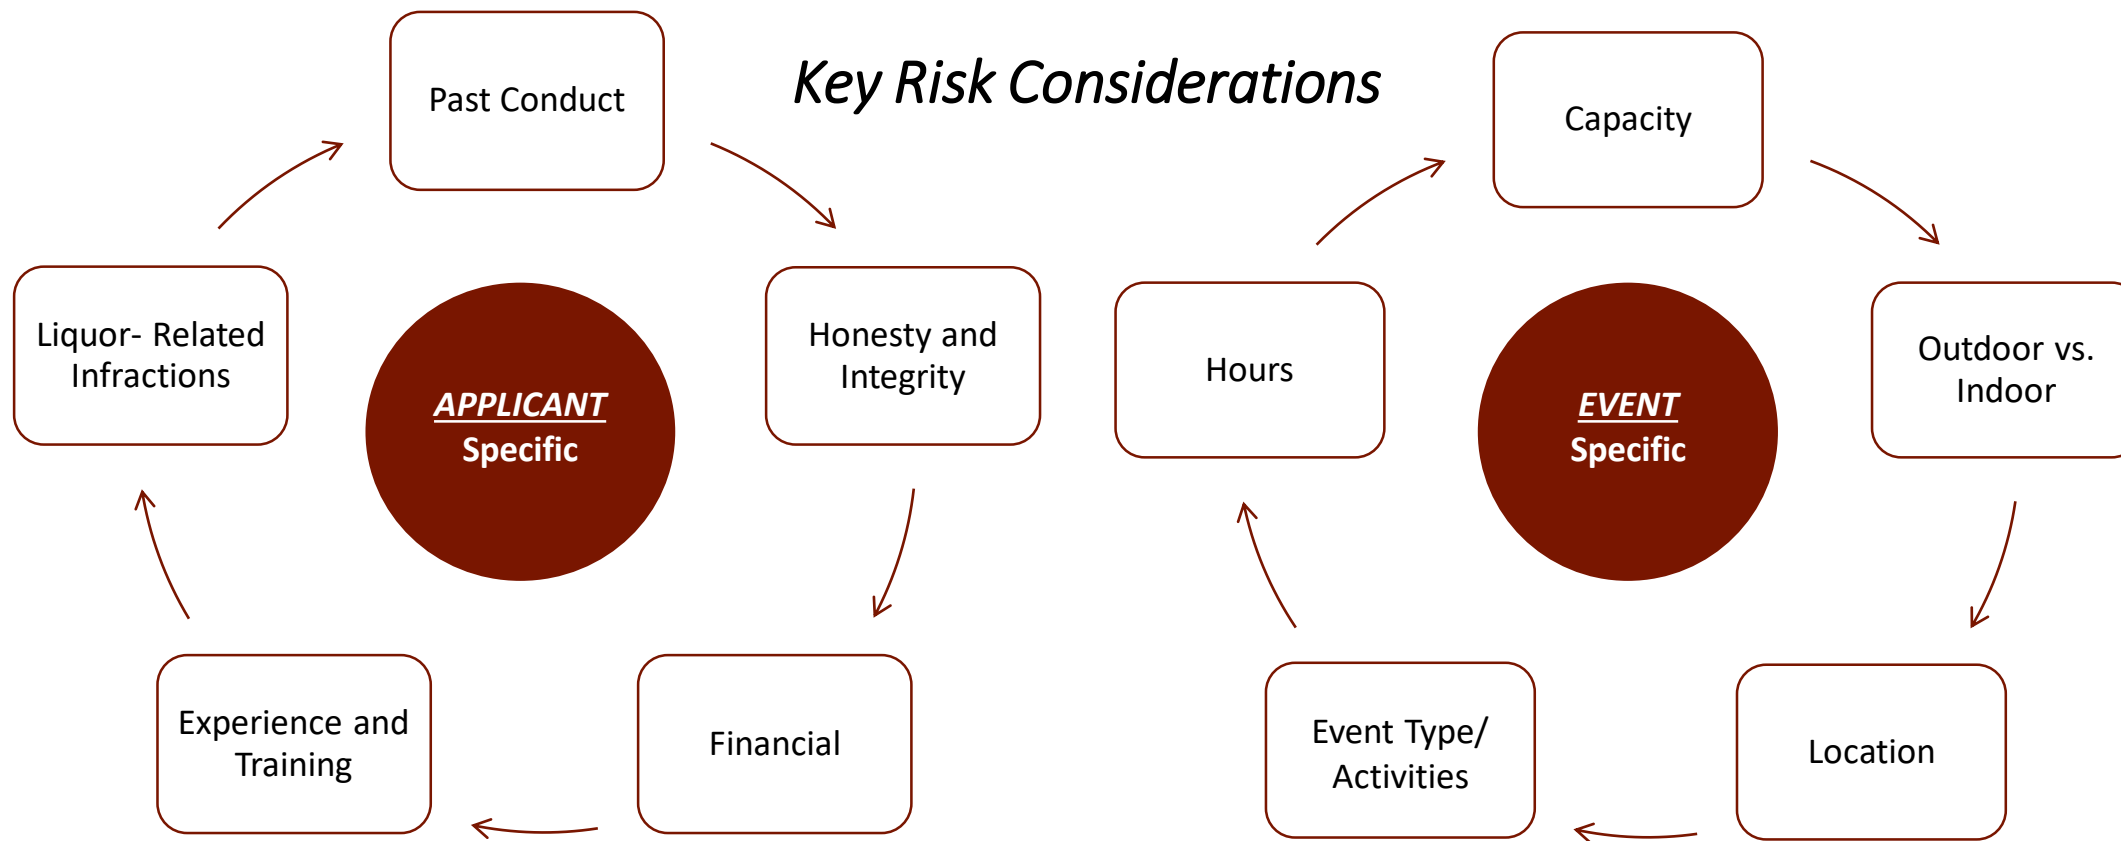 Key Risk Considerations
Past Conduct
Honesty and
Integrity
Financial
Experience and
Training
Liquor- Related
Infractions
APPLICANT
Specific
Capacity
Outdoor vs.
Indoor
Location
Event Type/
Activities
Hours
EVENT
Specific